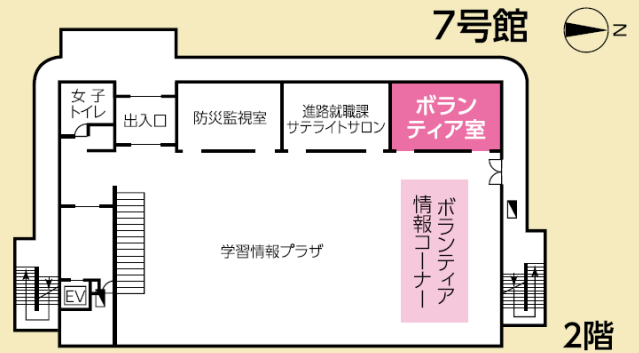 7号館
N
女子
トイレ
出入口
防災監視室
進路就職課
サテライトサロン
ボラン
ティア室
ボランティア
情報コーナー
学習情報プラザ
EV
2階